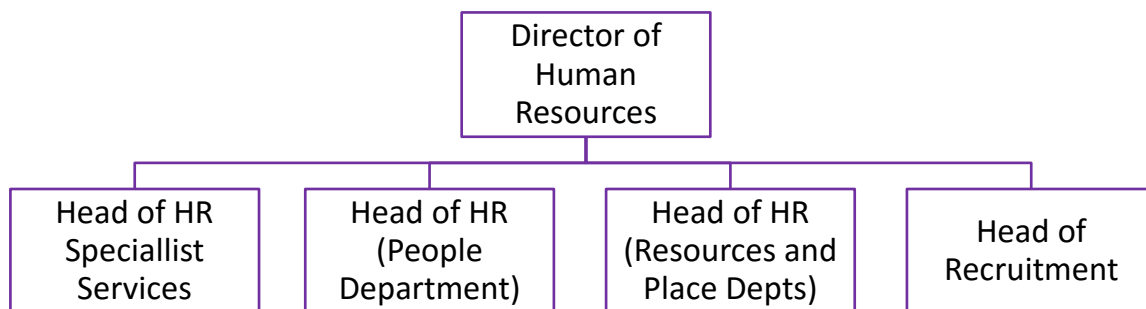 Director of
Human
Resources
Head of HR
Speciallist
Services
Head of HR
(People
Department)
Head of HR
(Resources and
Place Depts)
Head of
Recruitment